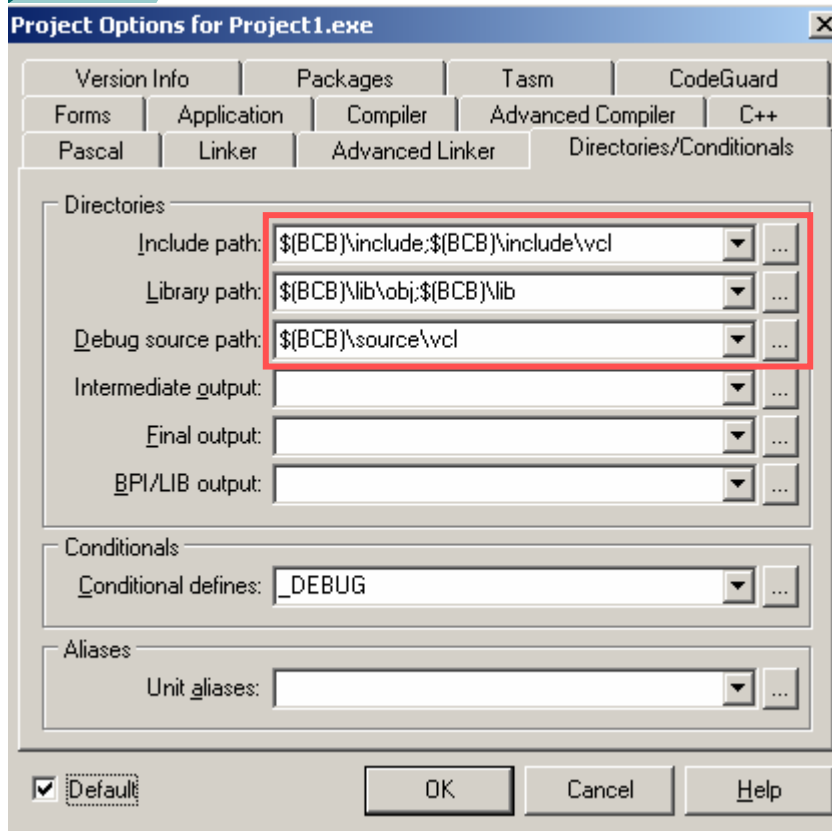 Project Options for Project1.exe
Version Info Packages Tasm CodeGuard
Forms Application Compiler Advanced Compiler C++
Pascal Linker Advanced Linker Directories/Conditionals
Directories
Include path: $(BCB)\include;$(BCB)\include\vcl ...
Library path: $(BCB)\lib\obj;$(BCB)\lib ...
Debug source path: $(BCB)\source\vcl ...
Intermediate output: ...
Final output: ...
BPI/LIB output: ...
Conditionals
Conditional defines: _DEBUG ...
Aliases
Unit aliases: ...
Default OK Cancel Help